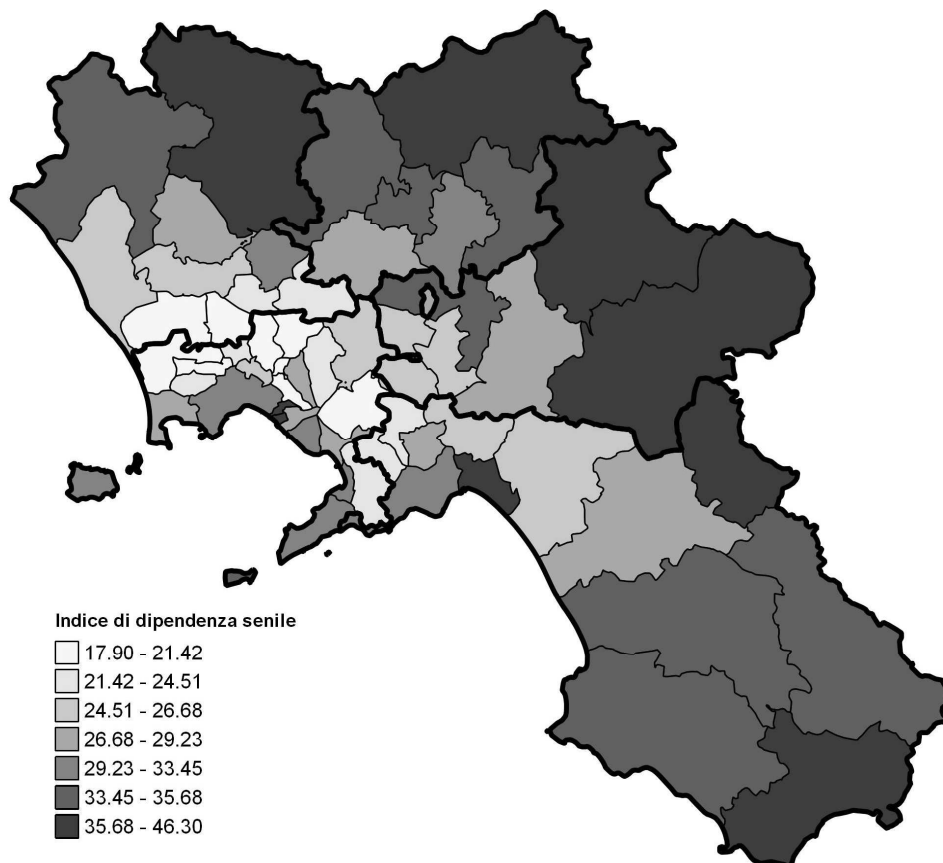 Indice di dipendenza senile
17.90 - 21.42
21.42 - 24.51
24.51 - 26.68
26.68 - 29.23
29.23 - 33.45
33.45 - 35.68
35.68 - 46.30